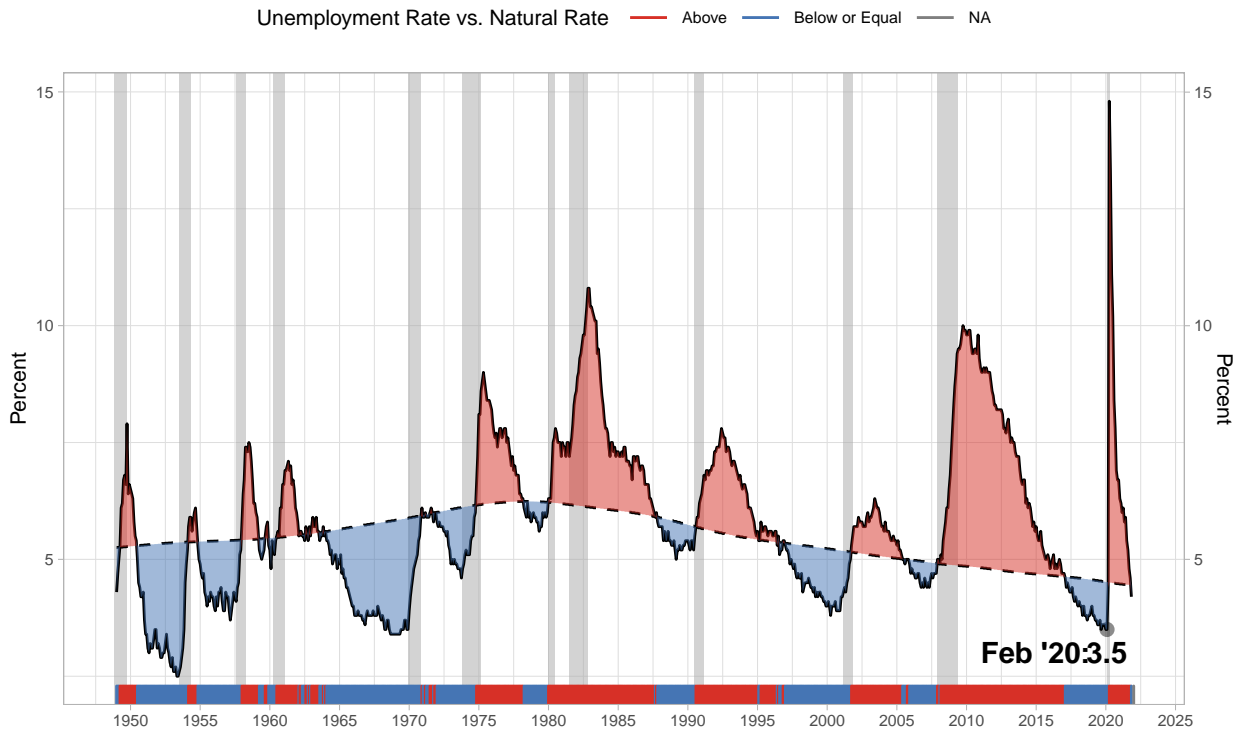 Unemployment Rate vs. Natural Rate Above Below or Equal NA
15 15
10 10
5 5
Percent
Percent
Feb '20:3.5
1950 1955 1960 1965 1970 1975 1980 1985 1990 1995 2000 2005 2010 2015 2020 2025